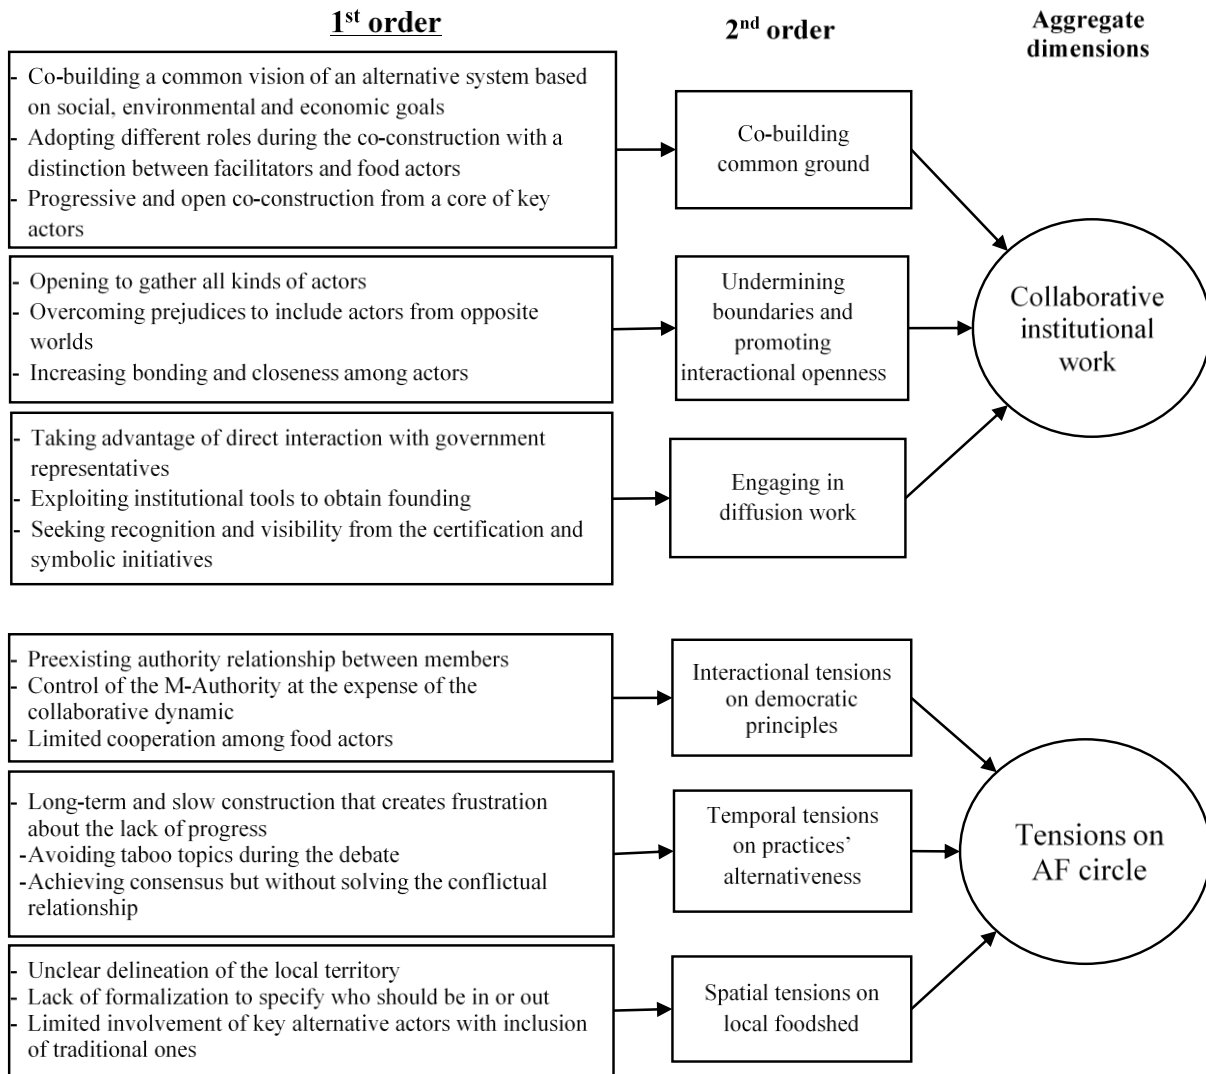 1st order
2nd order
Aggregate
dimensions
- Co-building a common vision of an alternative system based
on social, environmental and economic goals
- Adopting different roles during the co-construction with a
distinction between facilitators and food actors
- Progressive and open co-construction from a core of key
actors
Co-building
common ground
- Opening to gather all kinds of actors
- Overcoming prejudices to include actors from opposite
worlds
- Increasing bonding and closeness among actors
Undermining
boundaries and
promoting
interactional openness
Collaborative
institutional
work
- Taking advantage of direct interaction with government
representatives
- Exploiting institutional tools to obtain founding
- Seeking recognition and visibility from the certification and
symbolic initiatives
Engaging in
diffusion work
- Preexisting authority relationship between members
- Control of the M-Authority at the expense of the
collaborative dynamic
- Limited cooperation among food actors
Interactional tensions
on democratic
principles
- Long-term and slow construction that creates frustration
about the lack of progress
- Avoiding taboo topics during the debate
- Achieving consensus but without solving the conflictual
relationship
Temporal tensions
on practices’
alternativeness
Tensions on
AF circle
- Unclear delineation of the local territory
- Lack of formalization to specify who should be in or out
- Limited involvement of key alternative actors with inclusion
of traditional ones
Spatial tensions on
local foodshed